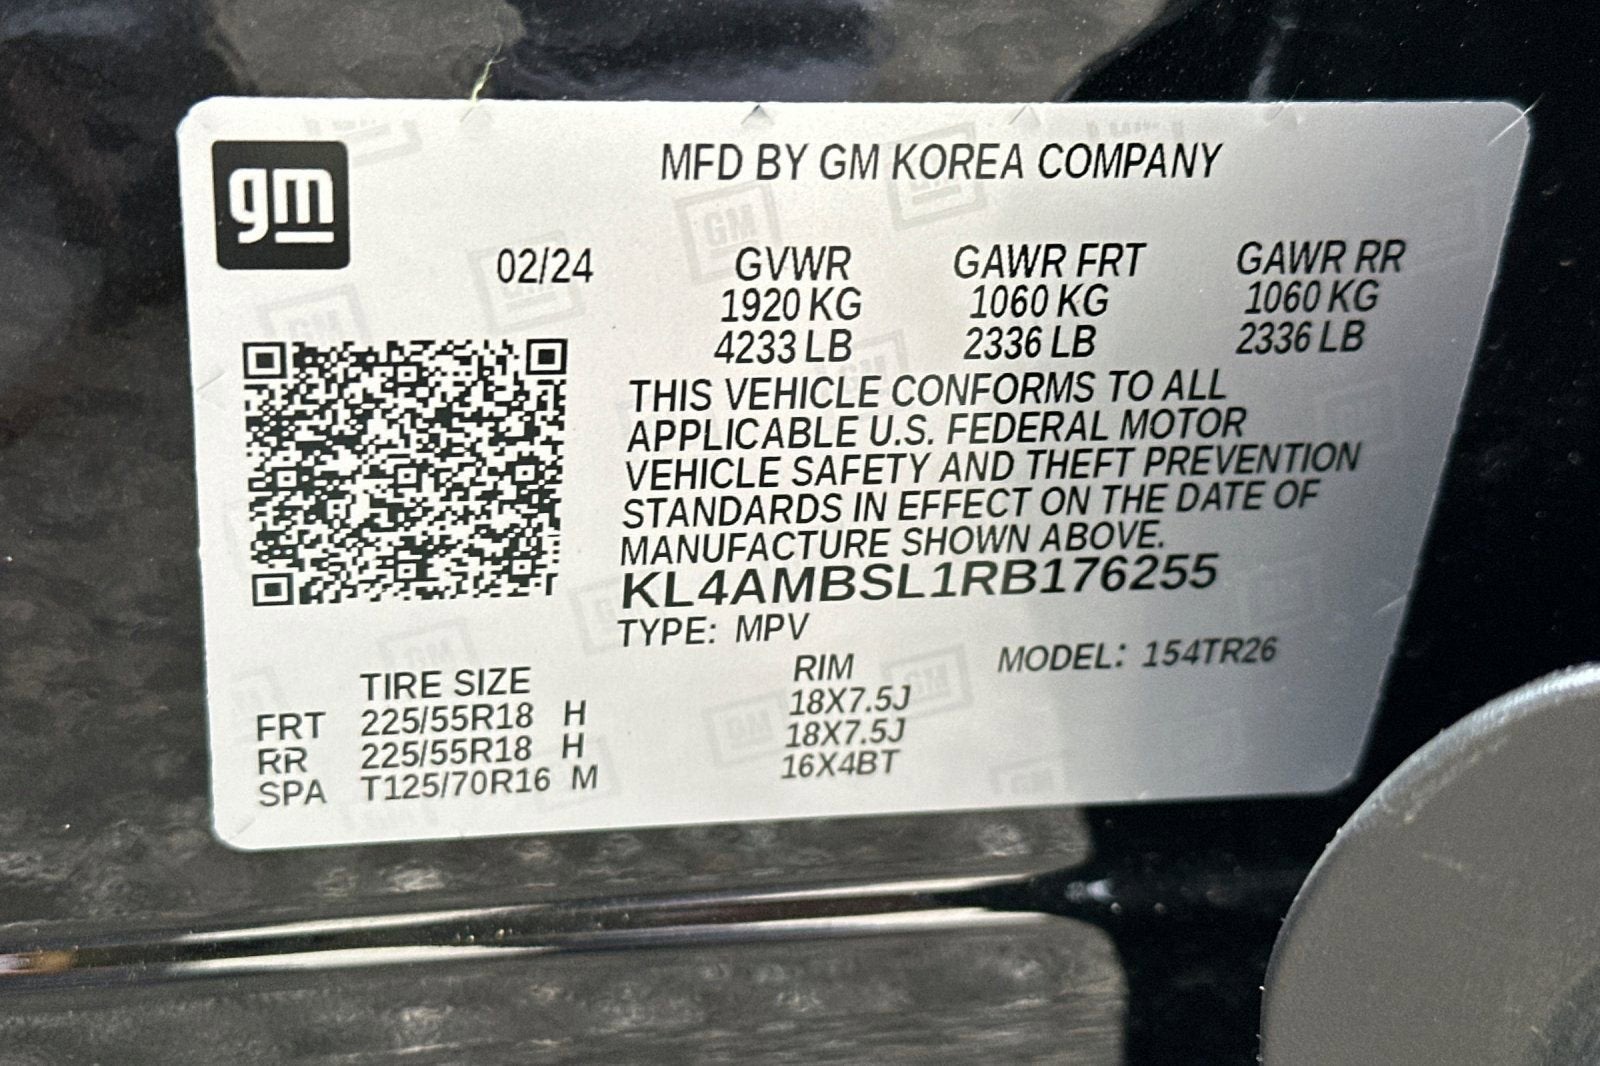 gm
MFD BY GM KOREA COMPANY
02/24 GVWR GAWR FRT GAWR RR
1920 KG 1060 KG 1060 KG
4233 LB 2336 LB 2336 LB
THIS VEHICLE CONFORMS TO ALL
APPLICABLE U.S. FEDERAL MOTOR
VEHICLE SAFETY AND THEFT PREVENTION
STANDARDS IN EFFECT ON THE DATE OF
MANUFACTURE SHOWN ABOVE.
KL4AMBSL1RB176255
TYPE: MPV
MODEL: 154TR26
TIRE SIZE RIM
FRT 225/55R18 H 18X7.5J
RR 225/55R18 H 18X7.5J
SPA T125/70R16 M 16X4BT